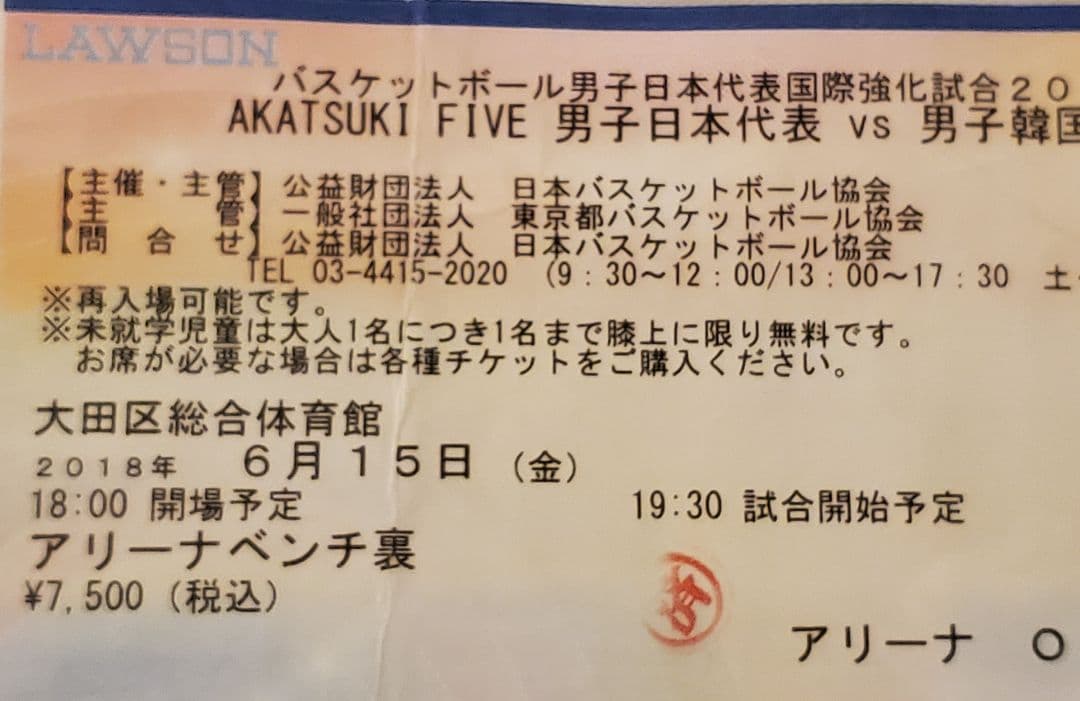 LAWSON
バスケットボール男子日本代表国際強化試合２０
AKATSUKI FIVE 男子日本代表 vs 男子韓国
【主催・主管】 公益財団法人 日本バスケットボール協会
【主 管】 一般社団法人 東京都バスケットボール協会
【問 合 せ】 公益財団法人 日本バスケットボール協会
TEL 03-4415-2020 （9：30～12：00/13：00～17：30 土
※再入場可能です。
※未就学児童は大人1名につき1名まで膝上に限り無料です。
お席が必要な場合は各種チケットをご購入ください。
大田区総合体育館
２０１８年 ６月１５日（金）
18:00 開場予定 19:30 試合開始予定
アリーナベンチ裏
¥7,500（税込）
アリーナ